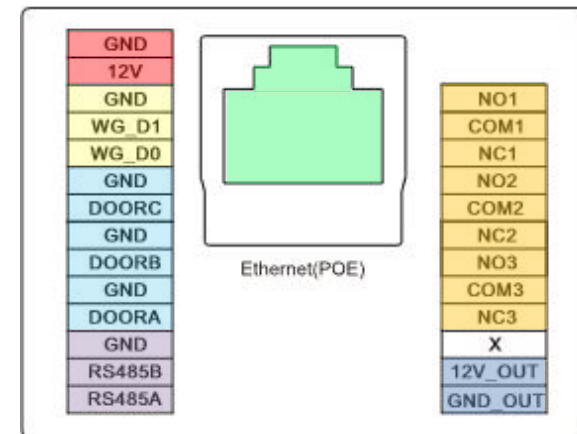 GND
12V
GND
WG_D1
WG_D0
GND
DOORC
GND
DOORB
GND
DOORA
GND
RS485B
RS485A
Ethernet(POE)
NO1
COM1
NC1
NO2
COM2
NC2
NO3
COM3
NC3
X
12V_OUT
GND_OUT